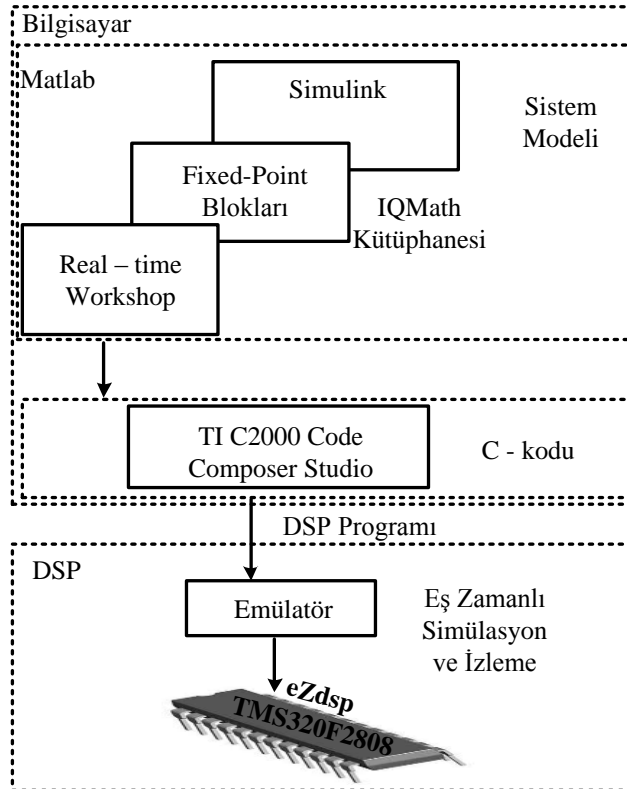 Bilgisayar
Matlab
Simulink
Sistem
Modeli
Fixed-Point
Blokları
IQMath
Kütüphanesi
Real – time
Workshop
TI C2000 Code
Composer Studio
C - kodu
DSP Programı
DSP
Emülatör
Eş Zamanlı
Simülasyon
ve İzleme
eZdsp
TMS320F2808